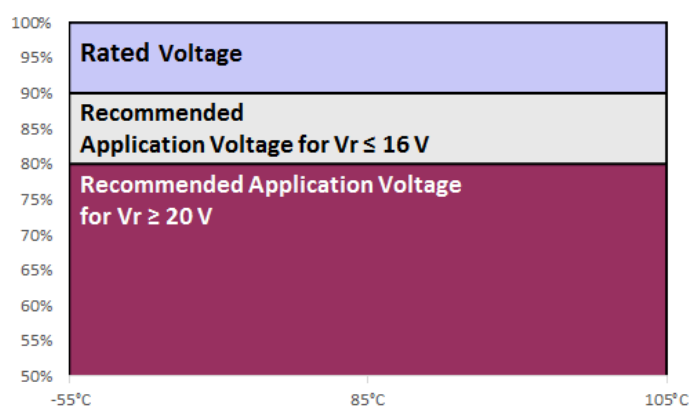 100%
95%
90%
85%
80%
75%
70%
65%
60%
55%
50%
Rated Voltage
Recommended
Application Voltage for Vr ≤ 16 V
Recommended Application Voltage
for Vr ≥ 20 V
-55°C
85°C
105°C